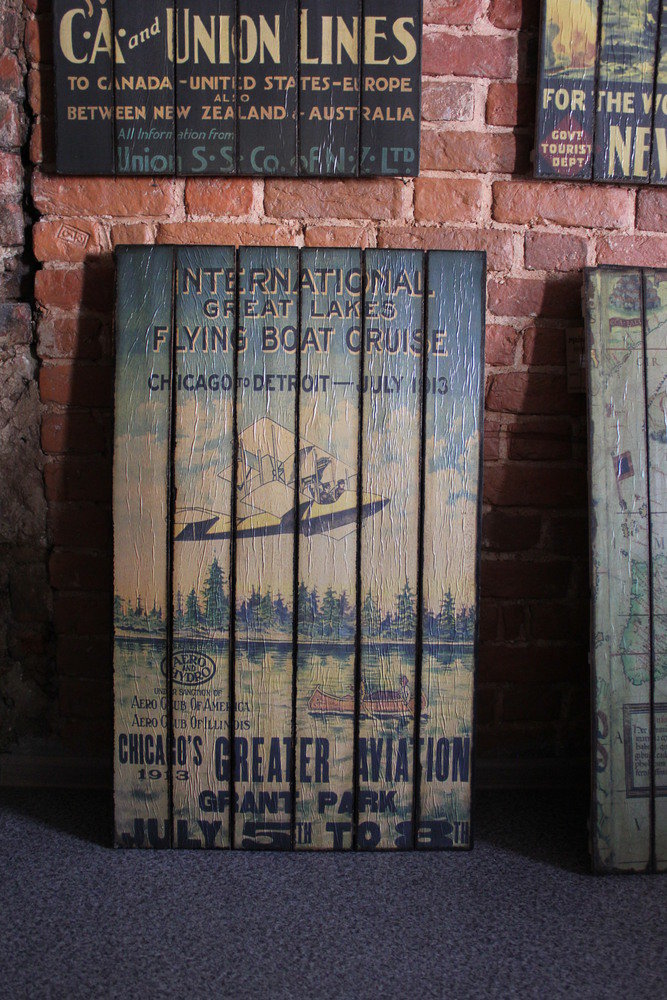 C.A. and UNION LINES
TO CANADA-UNITED STATES-EUROPE
ALSO
BETWEEN NEW ZEALAND & AUSTRALIA
All Information from
Union S.S. Co. of N.Z. LTD
FOR THE WO
GOVT
TOURIST
DEPT
NEW
INTERNATIONAL
GREAT LAKES
FLYING BOAT CRUISE
CHICAGO TO DETROIT — JULY 1913
AERO
AND
HYDRO
UNDER SANCTION OF
AERO CLUB OF AMERICA
AERO CLUB OF ILLINOIS
CHICAGO'S
1913
GREATER AVIATION
GRANT PARK
JULY 5TH TO 8TH